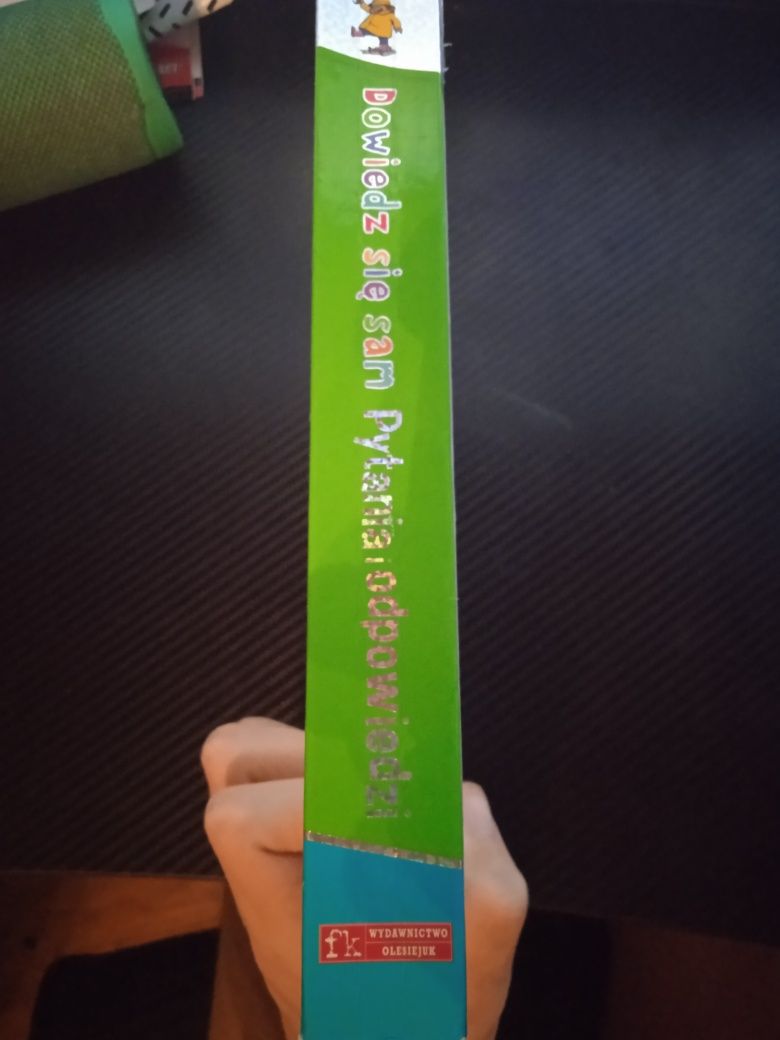 Dowiedz się sam Pytania i odpowiedzi
fk
WYDAWNICTWO
OLESIEJUK